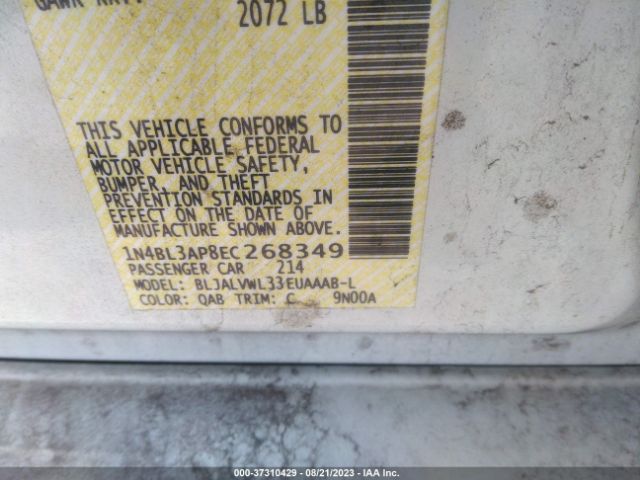 2072 LB
THIS VEHICLE CONFORMS TO
ALL APPLICABLE FEDERAL
MOTOR VEHICLE SAFETY,
BUMPER, AND THEFT
PREVENTION STANDARDS IN
EFFECT ON THE DATE OF
MANUFACTURE SHOWN ABOVE.
1N4BL3AP8EC268349
PASSENGER CAR 214
MODEL: BLJALVWL33EUAAAB-L
COLOR: QAB TRIM: C 9N00A
000-37310429 - 08/21/2023 - IAA Inc.